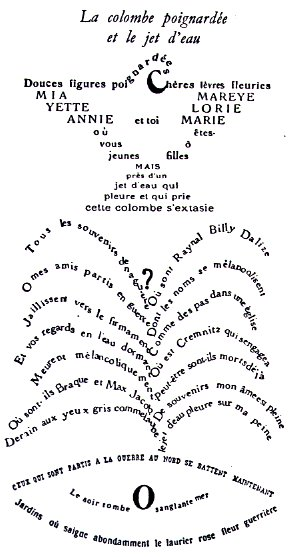 La colombe poignardée
et le jet d'eau
Douces figures poignardées Chères lèvres fleuries
MIA MAREYE
YETTE LORIE
ANNIE et toi MARIE
où êtes-
vous ô
jeunes filles
MAIS
près d'un
jet d'eau qui
pleure et qui prie
cette colombe s'extasie
?
Tous les souvenirs de naguère
O mes amis partis en guerre
Jaillissent vers le firmament
Et vos regards en l'eau dormant
Meurent mélancoliquement
Où sont-ils Braque et Max Jacob
Derain aux yeux gris comme l'aube
Où sont Raynal Billy Dalize
Dont les noms se mélancolisent
Comme des pas dans une église
Où est Cremnitz qui s'engagea
Peut-être sont-ils morts déjà
De souvenirs mon âme est pleine
Le jet d'eau pleure sur ma peine
CEUX QUI SONT PARTIS A LA GUERRE AU NORD SE BATTENT MAINTENANT
Le soir tombe O sanglante mer
Jardins où saigne abondamment le laurier rose fleur guerrière